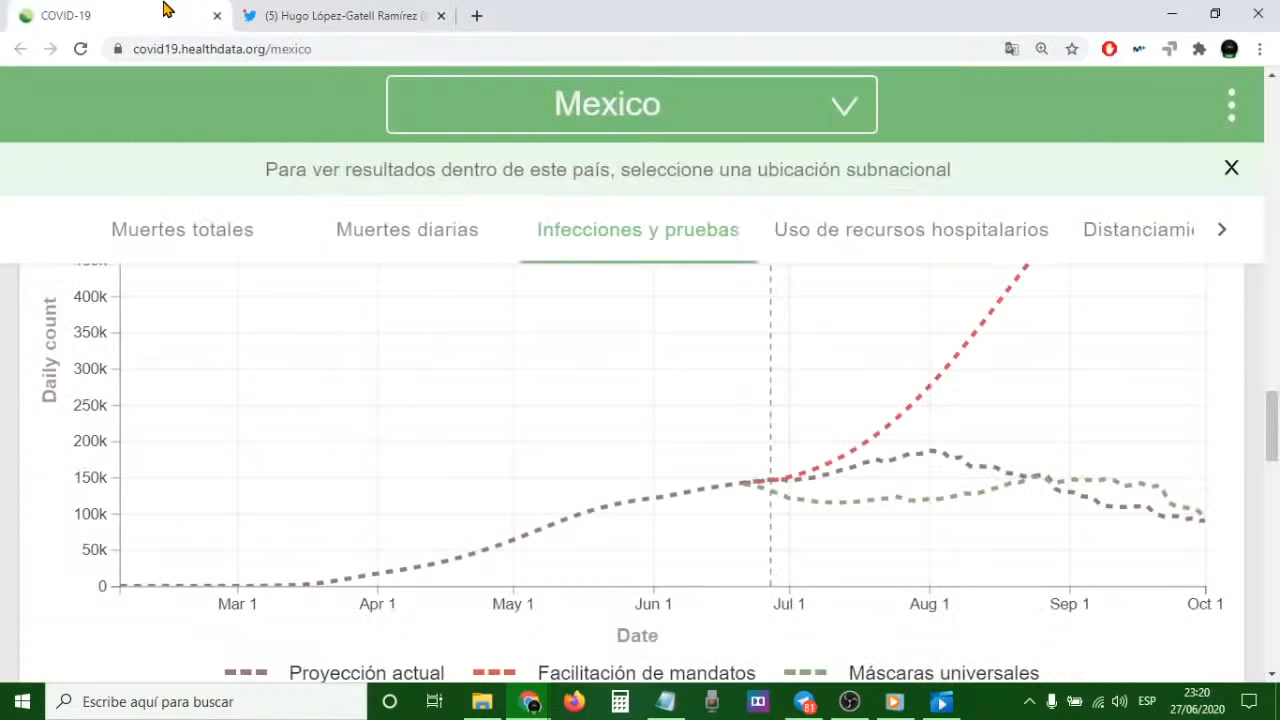 COVID-19
(5) Hugo López-Gatell Ramírez (
covid19.healthdata.org/mexico
Mexico
Para ver resultados dentro de este país, seleccione una ubicación subnacional
Muertes totales
Muertes diarias
Infecciones y pruebas
Uso de recursos hospitalarios
Distanciami
Daily count
400k
350k
300k
250k
200k
150k
100k
50k
0
Mar 1
Apr 1
May 1
Jun 1
Jul 1
Aug 1
Sep 1
Oct 1
Date
Proyección actual
Facilitación de mandatos
Máscaras universales
Escribe aquí para buscar
81
ESP
23:20
27/06/2020